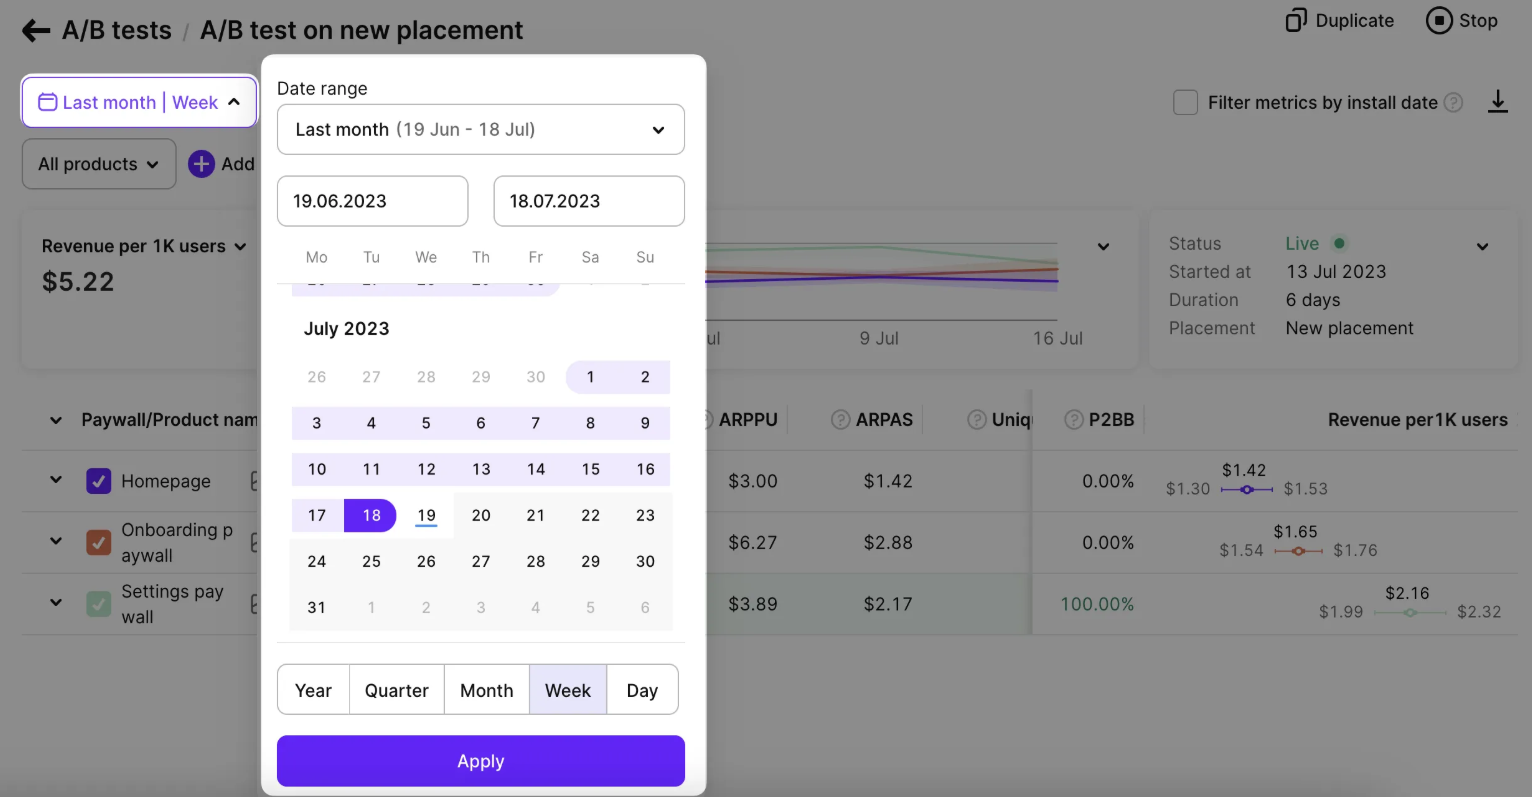 A/B tests / A/B test on new placement
Duplicate
Stop
Last month | Week
Filter metrics by install date ?
All products
Add
Date range
Last month (19 Jun - 18 Jul)
19.06.2023 18.07.2023
Mo Tu We Th Fr Sa Su
July 2023
26 27 28 29 30 1 2
3 4 5 6 7 8 9
10 11 12 13 14 15 16
17 18 19 20 21 22 23
24 25 26 27 28 29 30
31 1 2 3 4 5 6
Year Quarter Month Week Day
Apply
Revenue per 1K users
$5.22
9 Jul 16 Jul
Status Live
Started at 13 Jul 2023
Duration 6 days
Placement New placement
Paywall/Product nam ARPPU ? ARPAS ? Uniq ? P2BB Revenue per1K users
Homepage $3.00 $1.42 0.00% $1.30 $1.42 $1.53
Onboarding p
aywall
$6.27 $2.88 0.00% $1.54 $1.65 $1.76
Settings pay
wall
$3.89 $2.17 100.00% $1.99 $2.16 $2.32